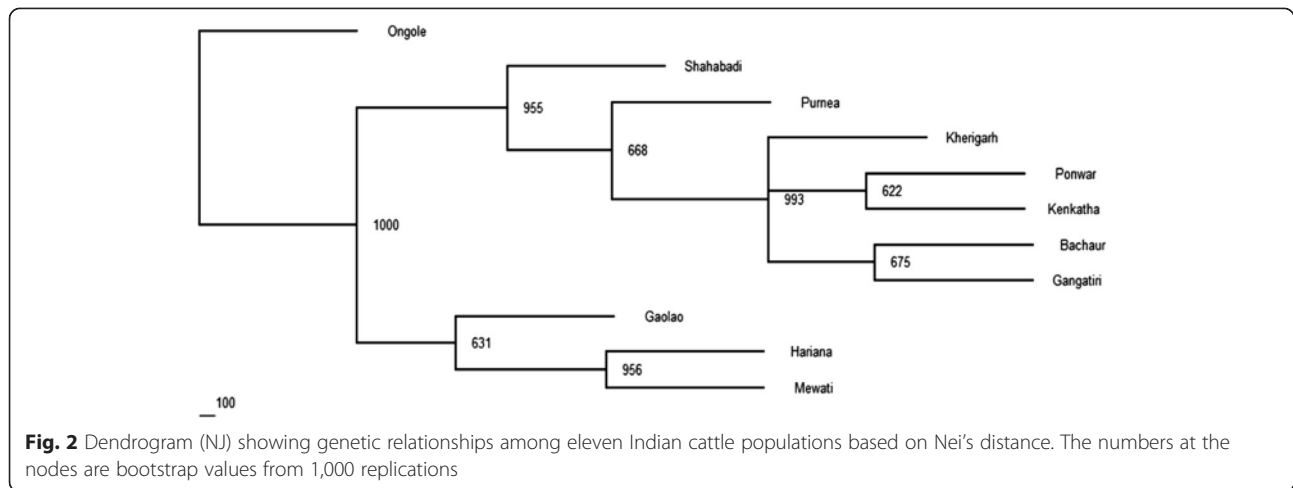 Ongole
Shahabadi
955
Purnea
668
Kherigarh
993
Ponwar
622
Kenkatha
1000
Bachaur
675
Gangatiri
Gaolao
631
Hariana
956
Mewati
100
Fig. 2 Dendrogram (NJ) showing genetic relationships among eleven Indian cattle populations based on Nei’s distance. The numbers at the
nodes are bootstrap values from 1,000 replications